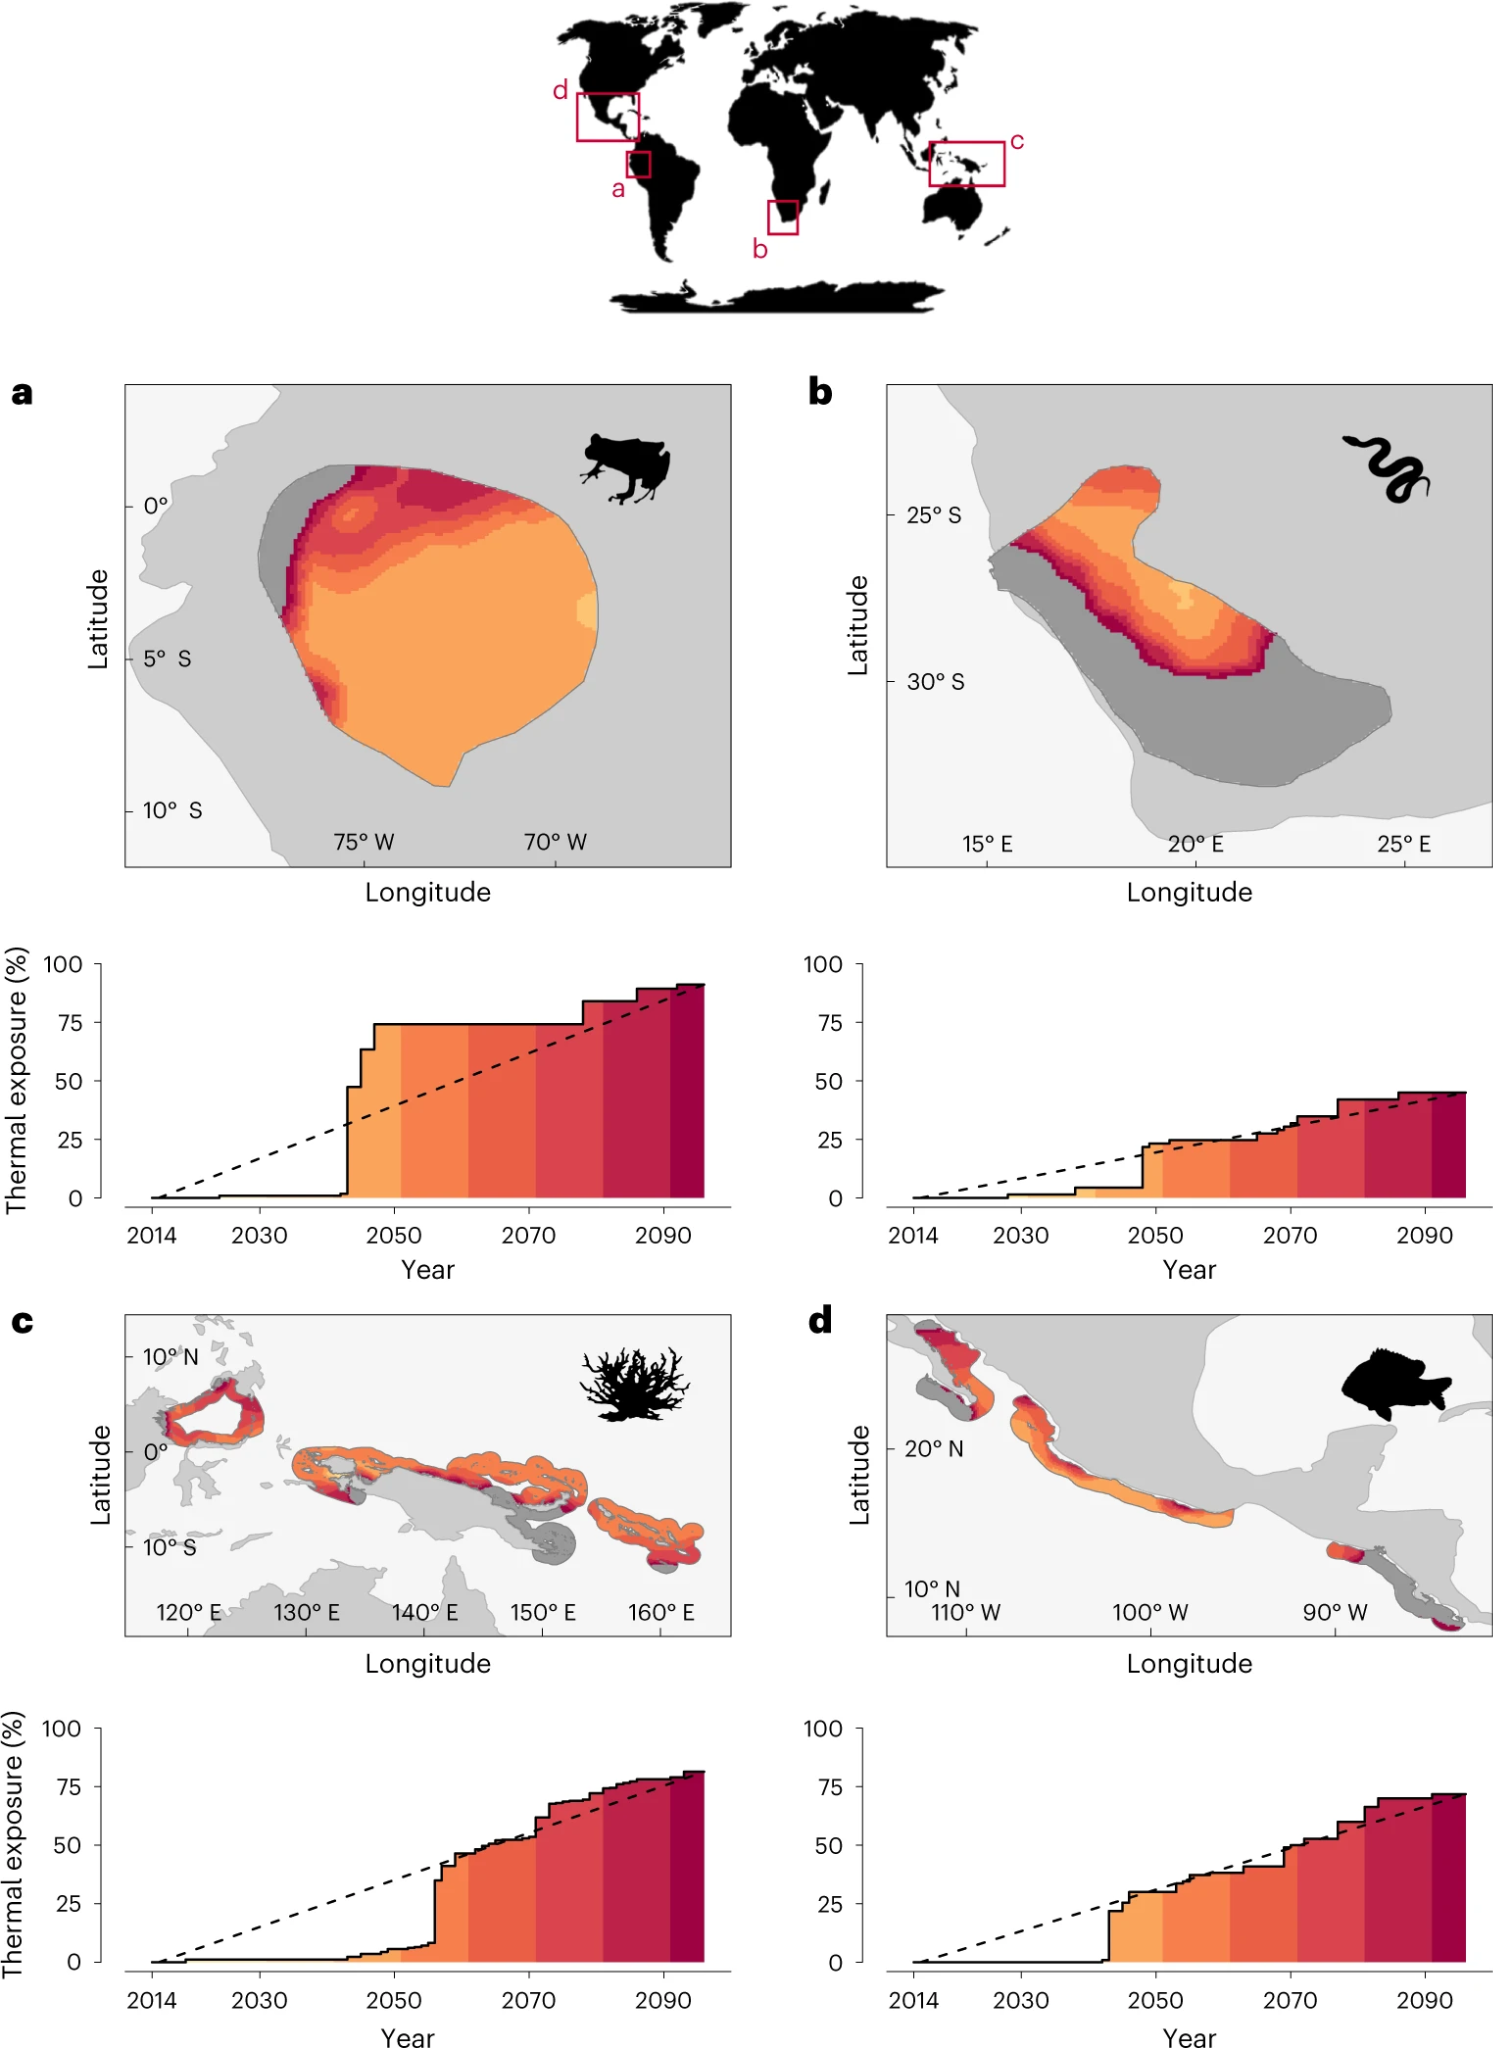 d
c
a
b
a
b
0°
5° S
10° S
75° W
70° W
Latitude
Longitude
25° S
30° S
15° E
20° E
25° E
Latitude
Longitude
Thermal exposure (%)
100
75
50
25
0
2014
2030
2050
2070
2090
Year
100
75
50
25
0
2014
2030
2050
2070
2090
Year
c
d
10° N
0°
10° S
120° E
130° E
140° E
150° E
160° E
Latitude
Longitude
20° N
10° N
110° W
100° W
90° W
Latitude
Longitude
Thermal exposure (%)
100
75
50
25
0
2014
2030
2050
2070
2090
Year
100
75
50
25
0
2014
2030
2050
2070
2090
Year